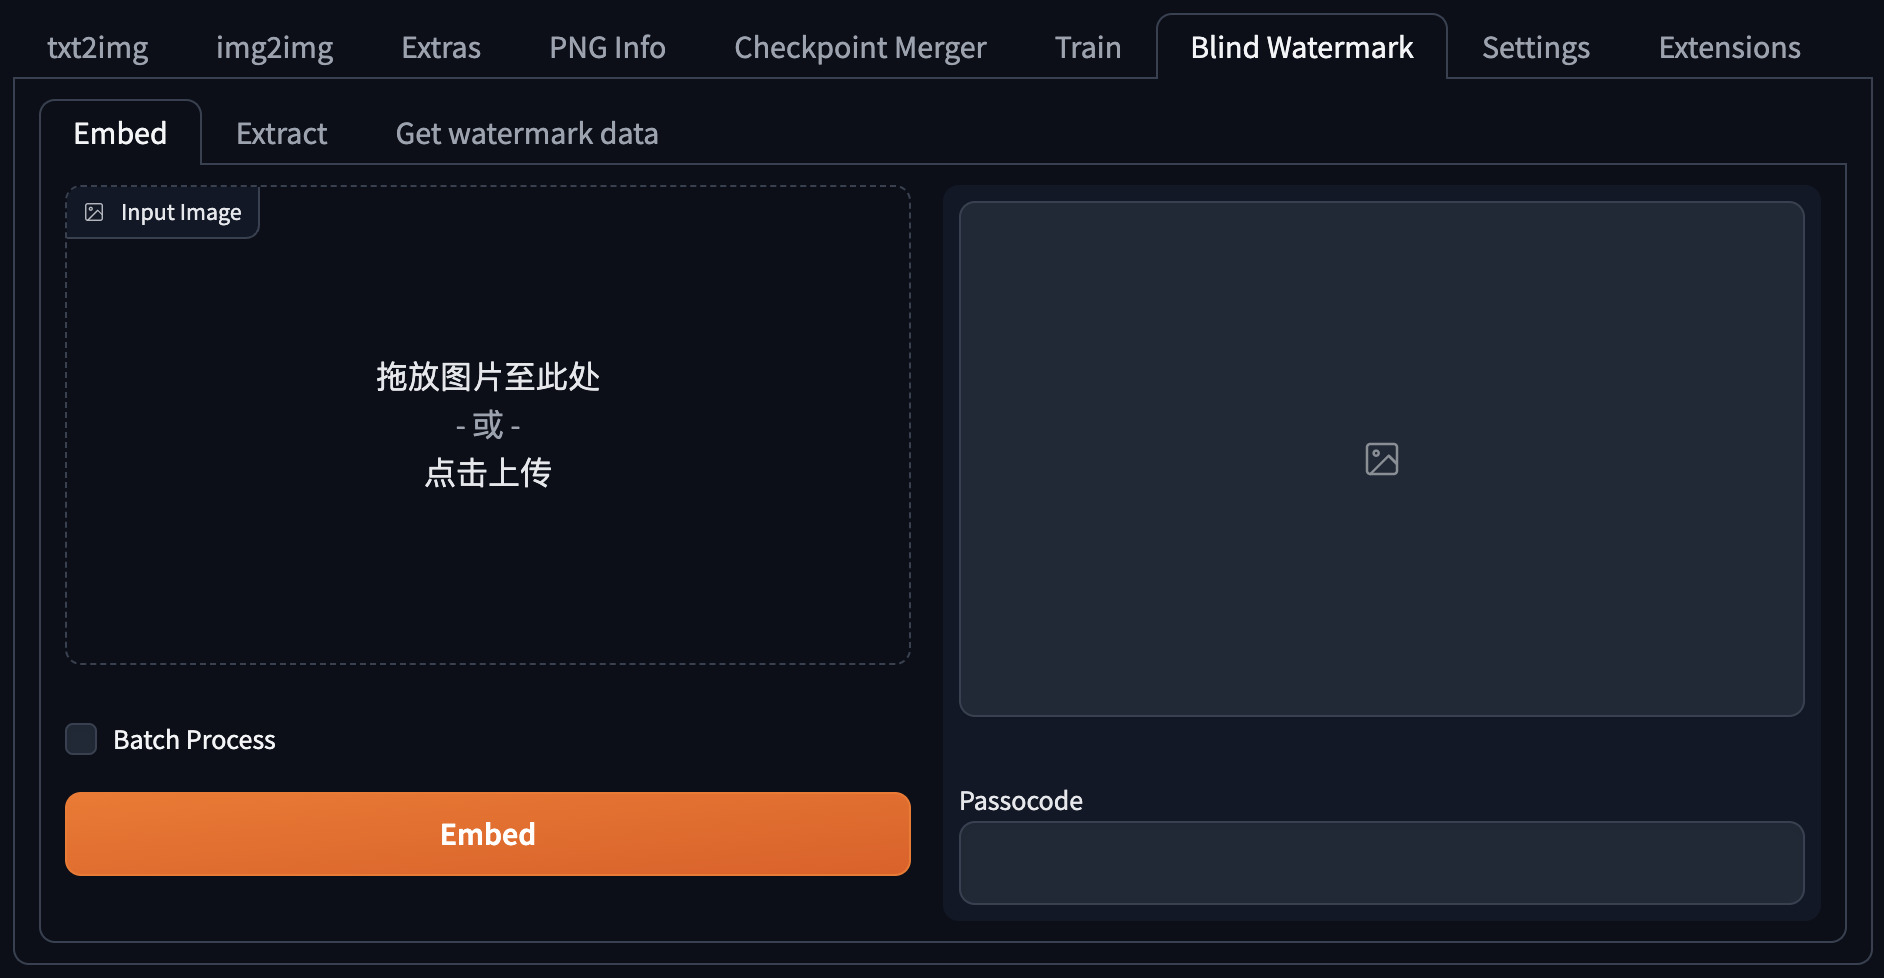 txt2img img2img Extras PNG Info Checkpoint Merger Train Blind Watermark Settings Extensions
Embed Extract Get watermark data
Input Image
拖放图片至此处
- 或 -
点击上传
Batch Process
Embed
Passocode